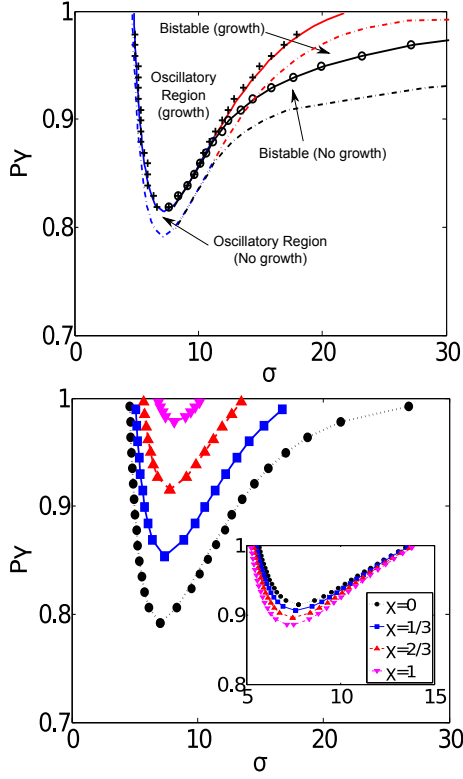 1
Bistable (growth)
Oscillatory
Region
(growth)
0.9
Pγ
Bistable (No growth)
0.8
Oscillatory Region
(No growth)
0.7
0 10 20 30
σ
1
0.9
Pγ
0.8
0.7
0 10 20 30
σ
1
0.9
0.8
5 10 15
X=0
X=1/3
X=2/3
X=1